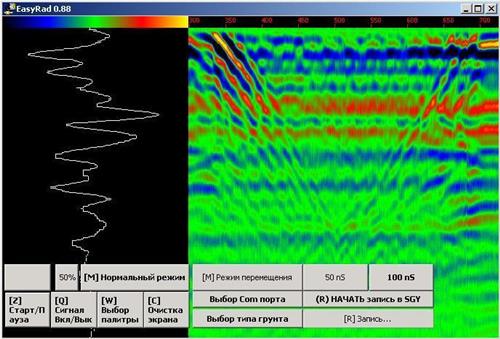 EasyRad 0.88
300 350 400 450 500 550 600 650 700
50% [M] Нормальный режим [M] Режим перемещения 50 nS 100 nS
[Z] Старт/П ауза
[Q] Сигнал Вкл/Вык
[W] Выбор палитры
[C] Очистка экрана
Выбор Com порта (R) НАЧАТЬ запись в SGY
Выбор типа грунта [R] Запись...